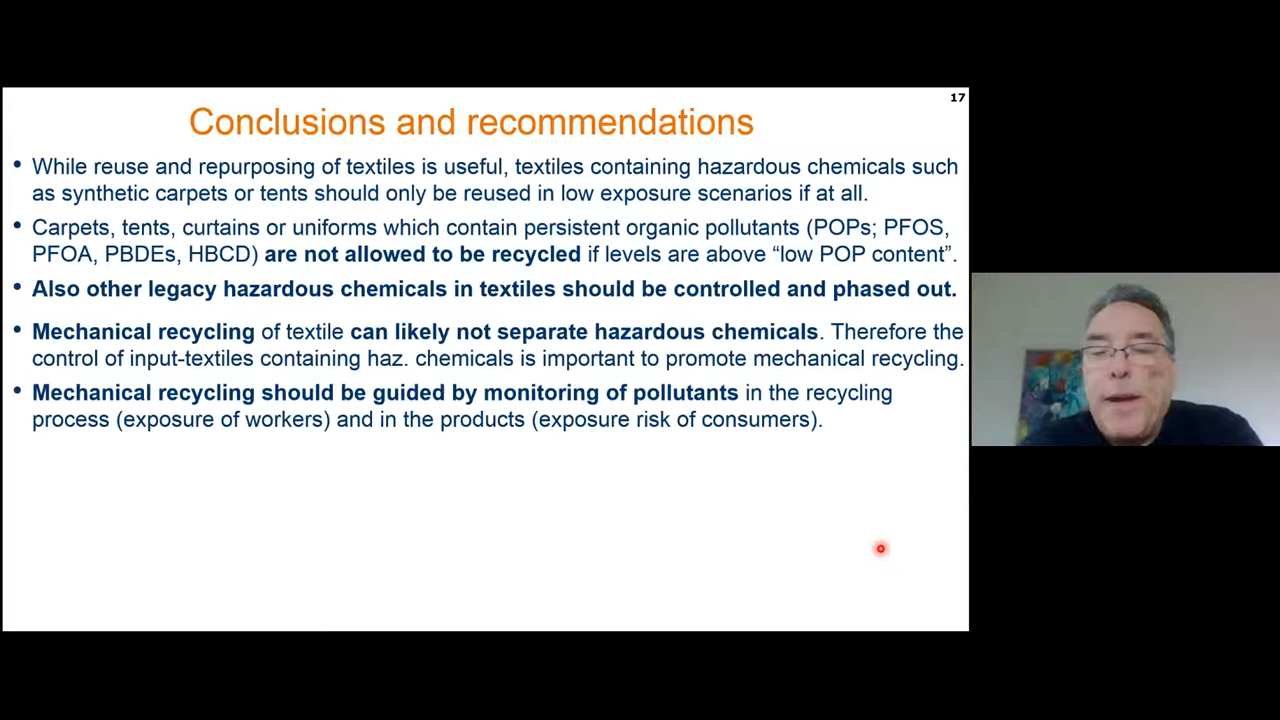 17
Conclusions and recommendations
• While reuse and repurposing of textiles is useful, textiles containing hazardous chemicals such
as synthetic carpets or tents should only be reused in low exposure scenarios if at all.
• Carpets, tents, curtains or uniforms which contain persistent organic pollutants (POPs; PFOS,
PFOA, PBDEs, HBCD) are not allowed to be recycled if levels are above “low POP content”.
• Also other legacy hazardous chemicals in textiles should be controlled and phased out.
• Mechanical recycling of textile can likely not separate hazardous chemicals. Therefore the
control of input-textiles containing haz. chemicals is important to promote mechanical recycling.
• Mechanical recycling should be guided by monitoring of pollutants in the recycling
process (exposure of workers) and in the products (exposure risk of consumers).